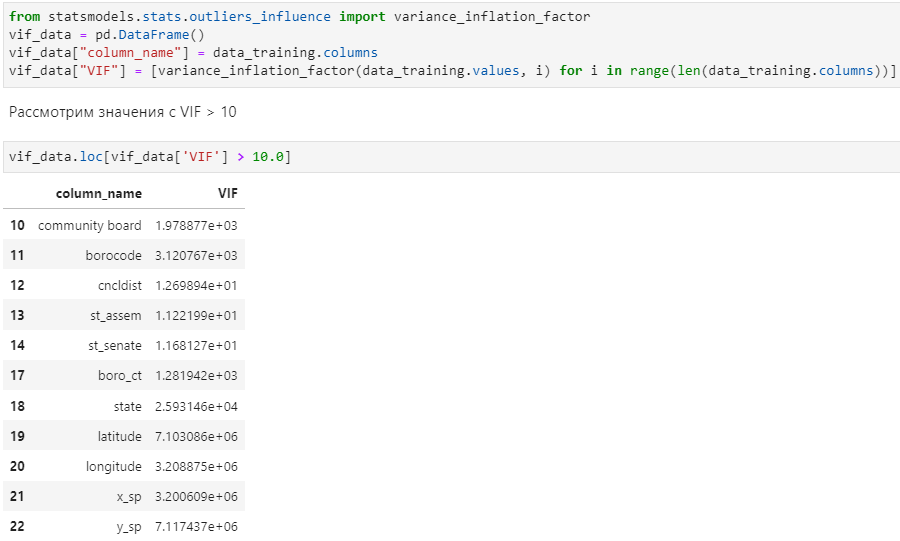 from statsmodels.stats.outliers_influence import variance_inflation_factor
vif_data = pd.DataFrame()
vif_data["column_name"] = data_training.columns
vif_data["VIF"] = [variance_inflation_factor(data_training.values, i) for i in range(len(data_training.columns))]
Рассмотрим значения с VIF > 10
vif_data.loc[vif_data['VIF'] > 10.0]
column_name VIF
10 community board 1.978877e+03
11 borocode 3.120767e+03
12 cncldist 1.269894e+01
13 st_assem 1.122199e+01
14 st_senate 1.168127e+01
17 boro_ct 1.281942e+03
18 state 2.593146e+04
19 latitude 7.103086e+06
20 longitude 3.208875e+06
21 x_sp 3.200609e+06
22 y_sp 7.117437e+06